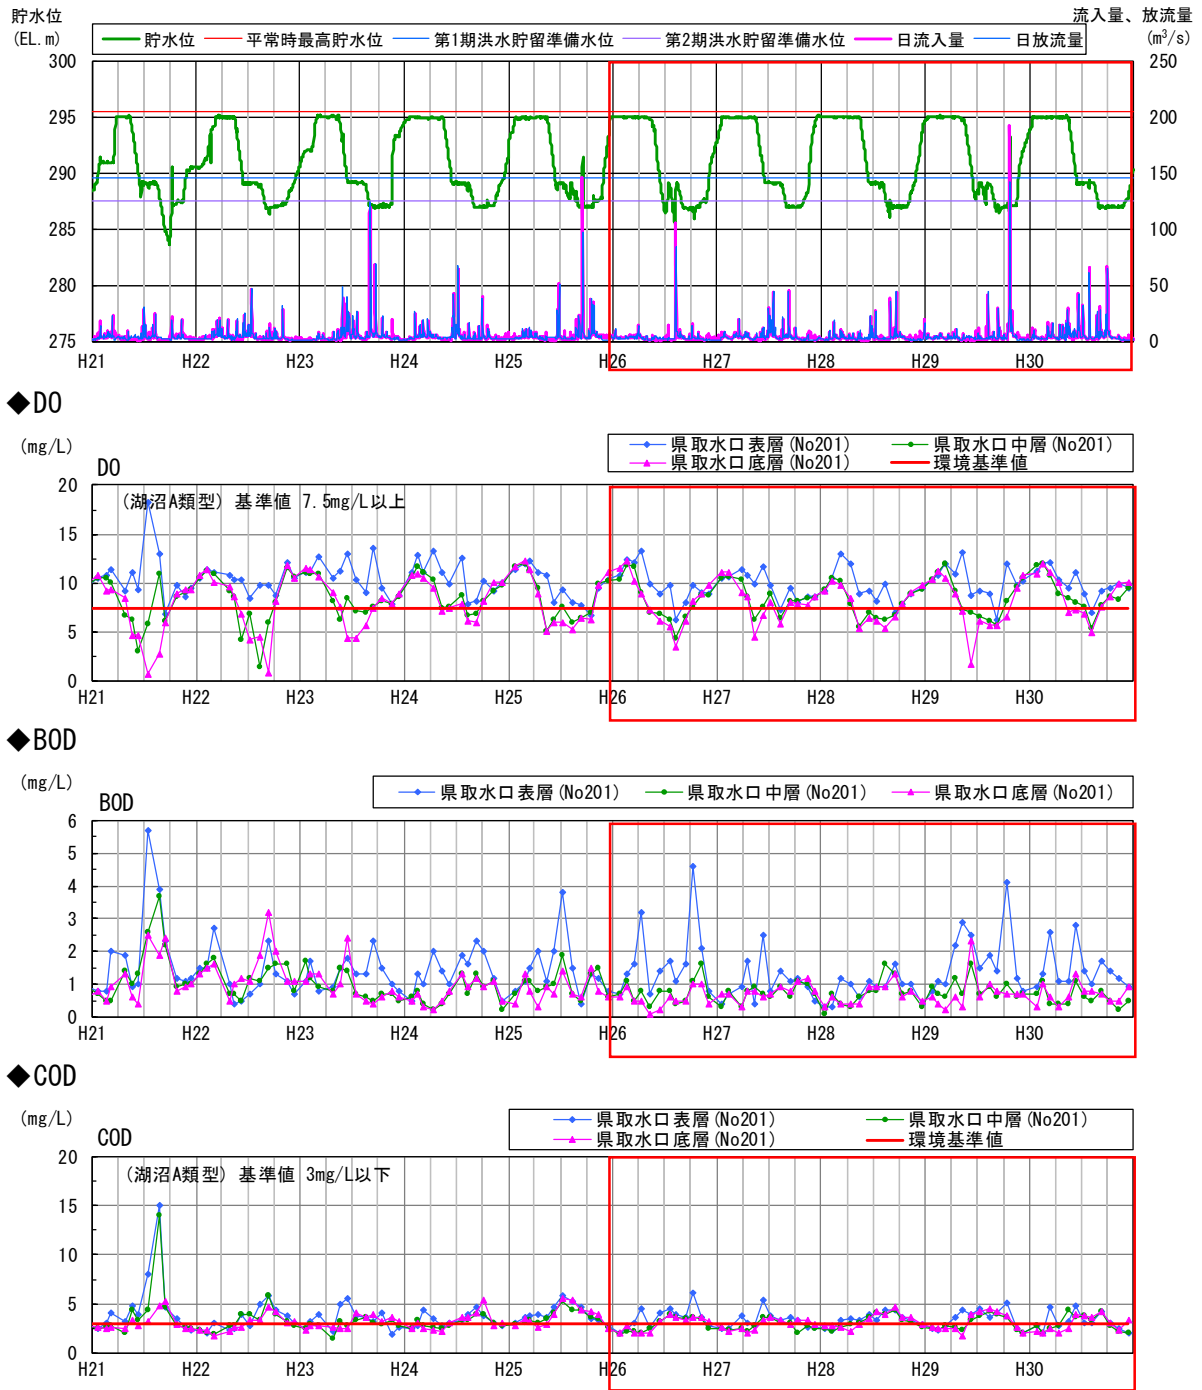 貯水位
(EL.m)
流入量、放流量
(m³/s)
貯水位 平常時最高貯水位 第1期洪水貯留準備水位 第2期洪水貯留準備水位 日流入量 日放流量
300 250
295 200
290 150
285 100
280 50
275 0
H21 H22 H23 H24 H25 H26 H27 H28 H29 H30
◆DO
(mg/L)
県取水口表層(No201) 県取水口中層(No201)
県取水口底層(No201) 環境基準値
DO
20
(湖沼A類型) 基準値 7.5mg/L以上
15
10
5
0
H21 H22 H23 H24 H25 H26 H27 H28 H29 H30
◆BOD
(mg/L)
県取水口表層(No201) 県取水口中層(No201) 県取水口底層(No201)
BOD
6
5
4
3
2
1
0
H21 H22 H23 H24 H25 H26 H27 H28 H29 H30
◆COD
(mg/L)
県取水口表層(No201) 県取水口中層(No201)
県取水口底層(No201) 環境基準値
COD
20
(湖沼A類型) 基準値 3mg/L以下
15
10
5
0
H21 H22 H23 H24 H25 H26 H27 H28 H29 H30